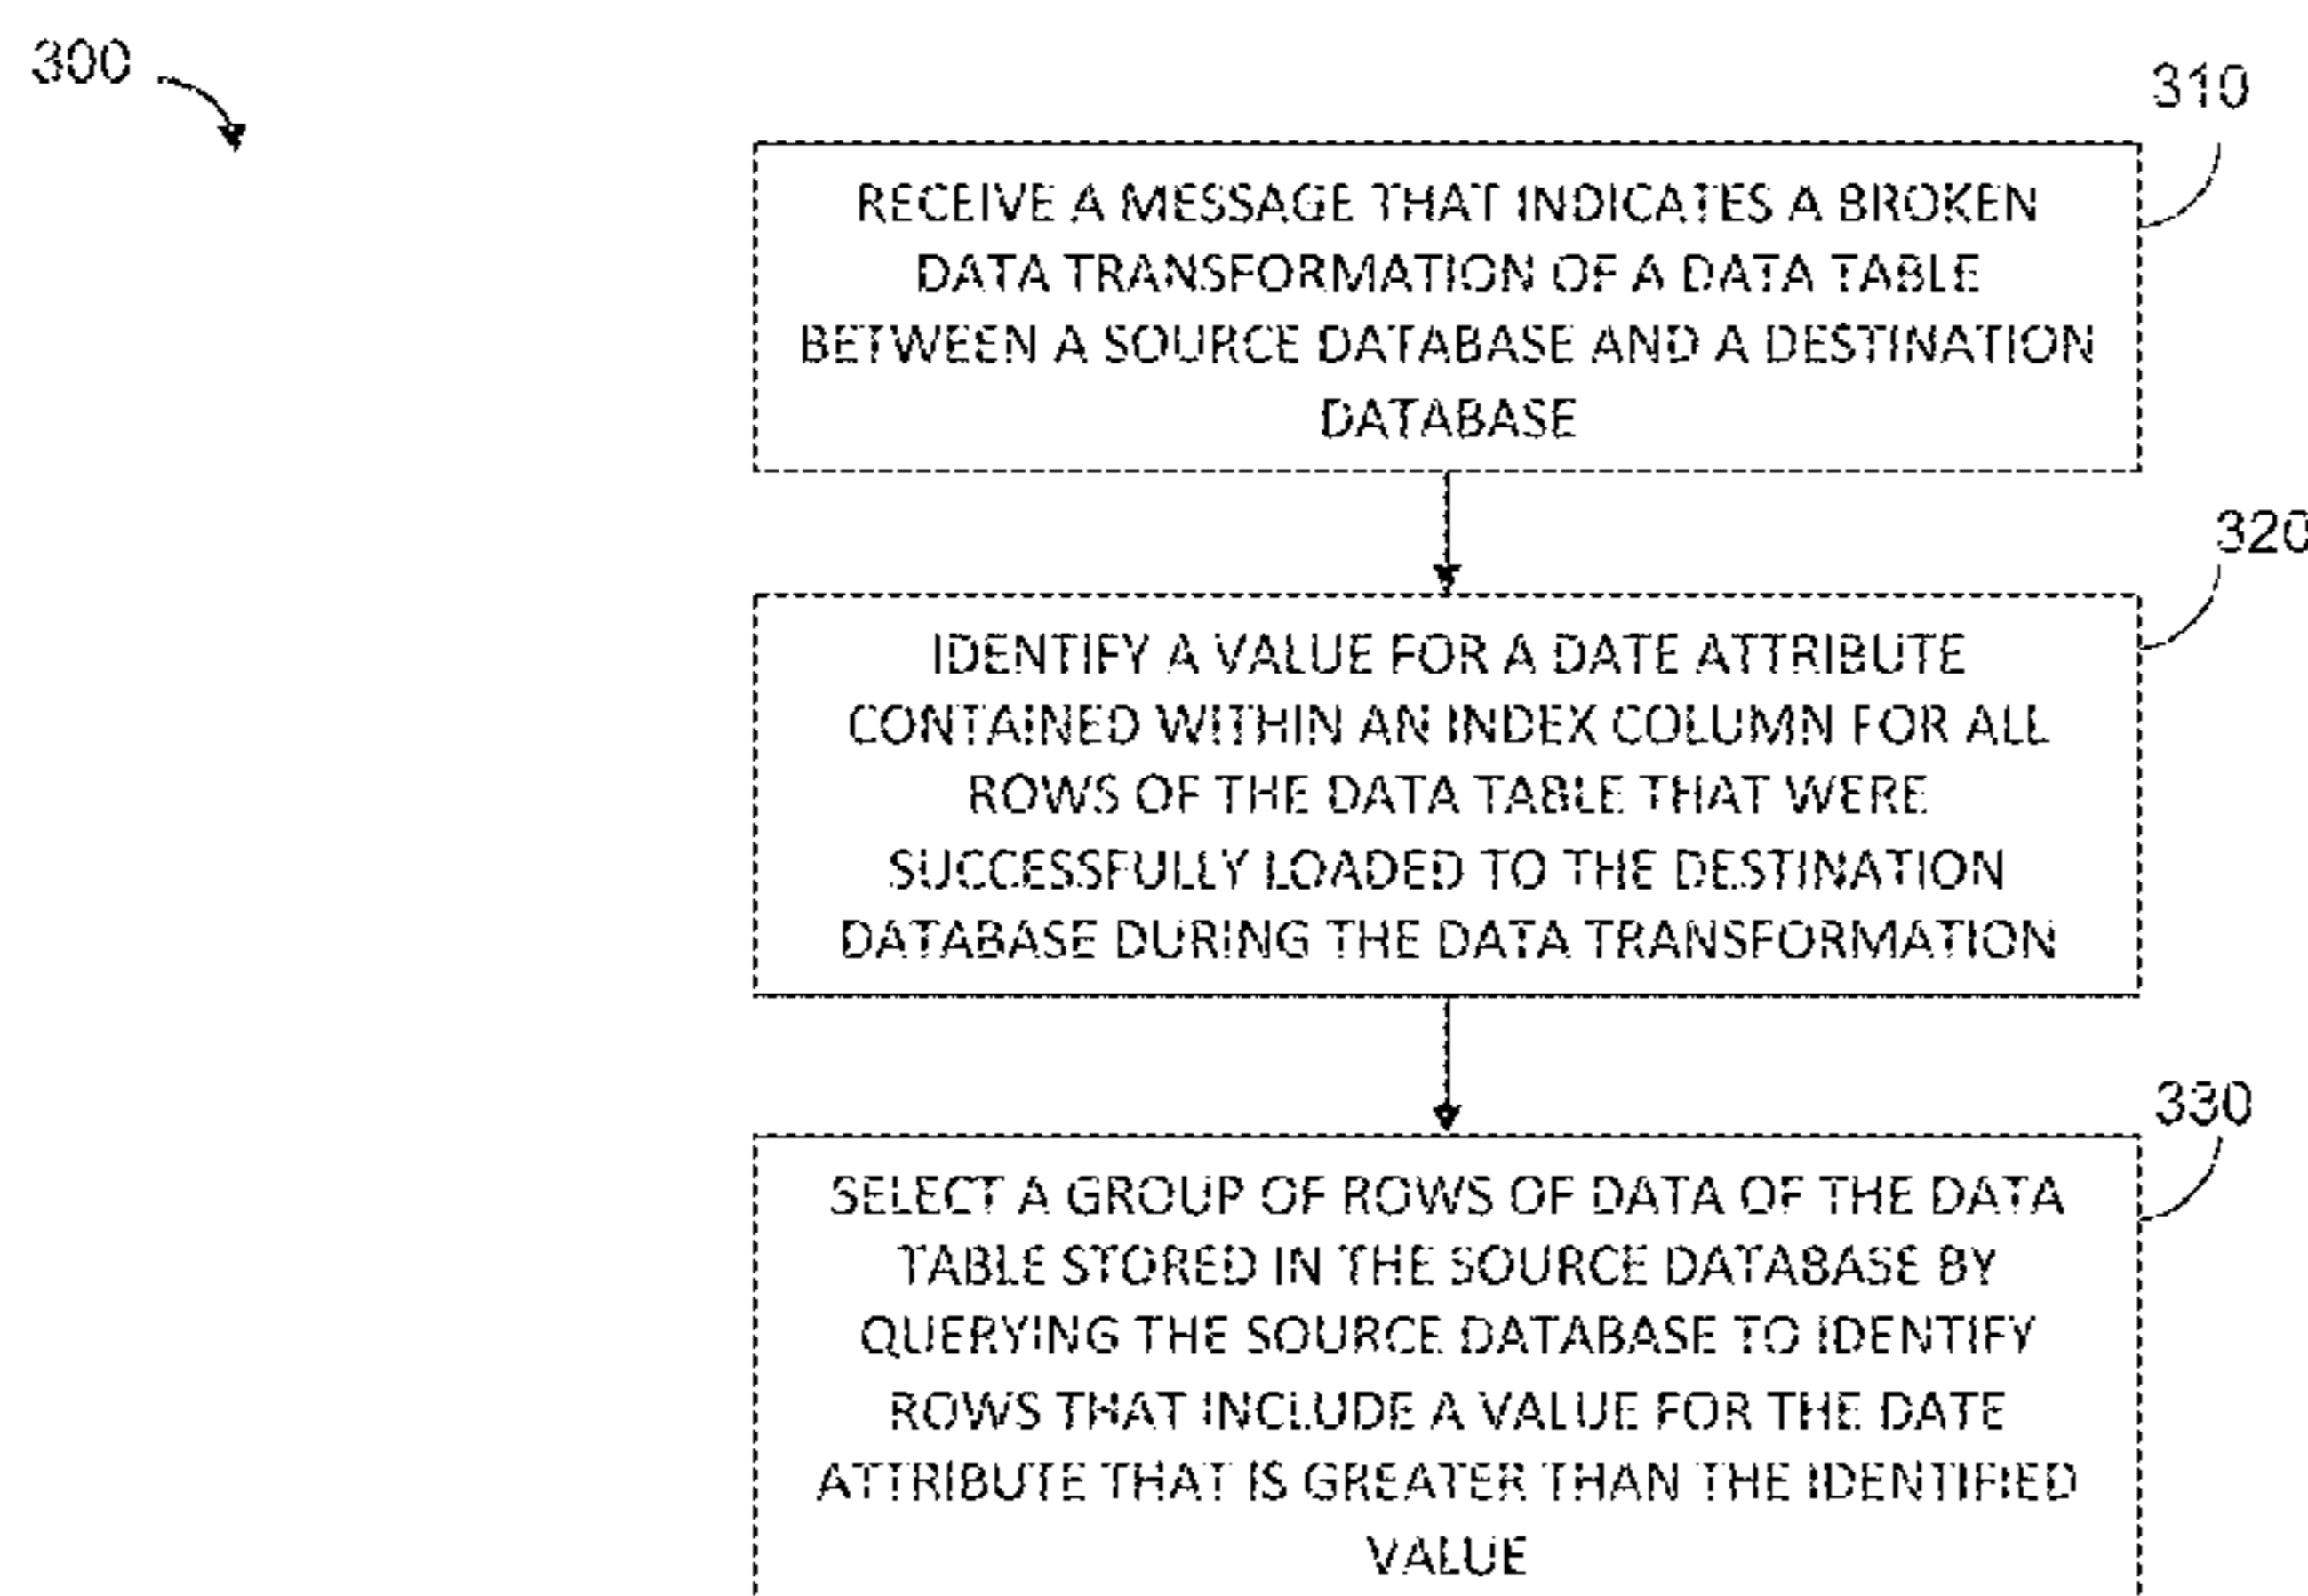 300
310
RECEIVE A MESSAGE THAT INDICATES A BROKEN
DATA TRANSFORMATION OF A DATA TABLE
BETWEEN A SOURCE DATABASE AND A DESTINATION
DATABASE
320
IDENTIFY A VALUE FOR A DATE ATTRIBUTE
CONTAINED WITHIN AN INDEX COLUMN FOR ALL
ROWS OF THE DATA TABLE THAT WERE
SUCCESSFULLY LOADED TO THE DESTINATION
DATABASE DURING THE DATA TRANSFORMATION
330
SELECT A GROUP OF ROWS OF DATA OF THE DATA
TABLE STORED IN THE SOURCE DATABASE BY
QUERYING THE SOURCE DATABASE TO IDENTIFY
ROWS THAT INCLUDE A VALUE FOR THE DATE
ATTRIBUTE THAT IS GREATER THAN THE IDENTIFIED
VALUE